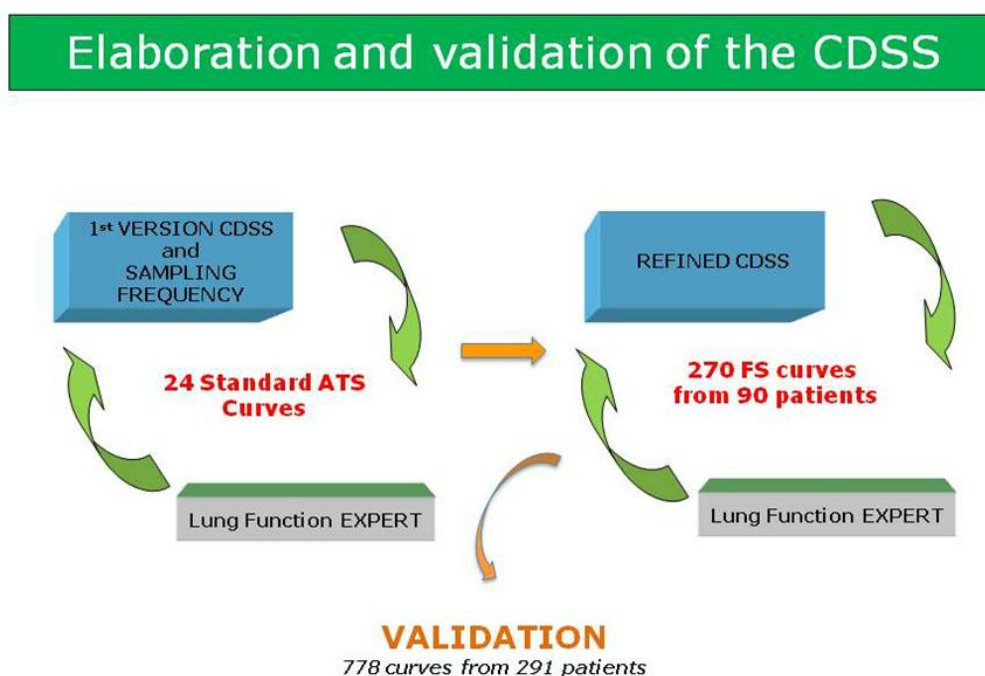 Elaboration and validation of the CDSS
1st VERSION CDSS
and
SAMPLING
FREQUENCY
24 Standard ATS
Curves
Lung Function EXPERT
REFINED CDSS
270 FS curves
from 90 patients
Lung Function EXPERT
VALIDATION
778 curves from 291 patients